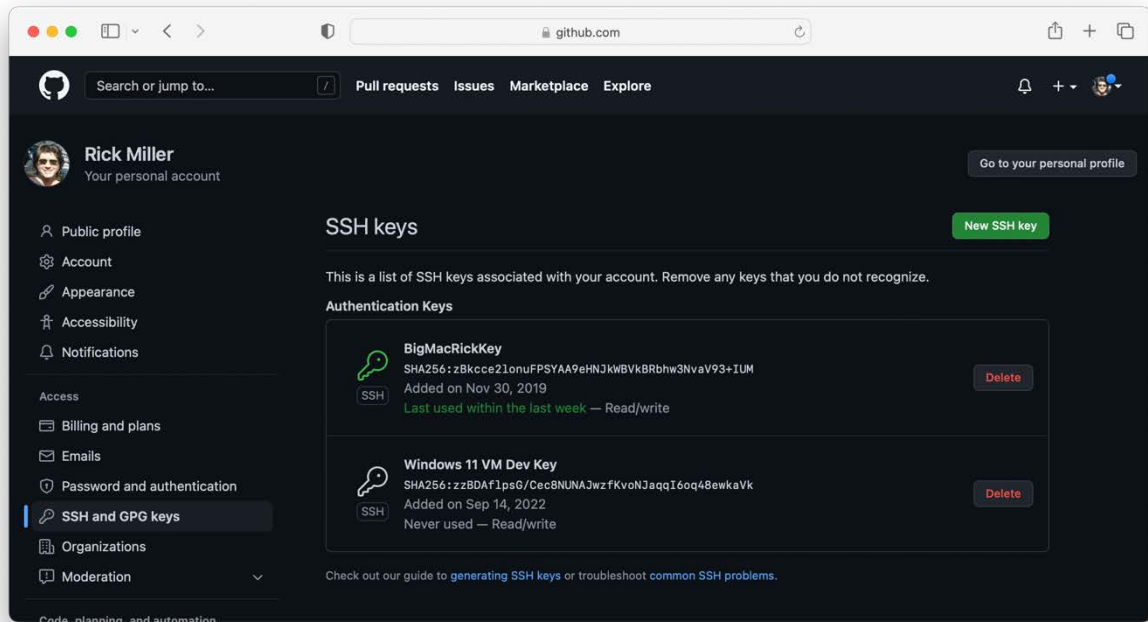 github.com
Search or jump to... /
Pull requests Issues Marketplace Explore
Rick Miller
Your personal account
Go to your personal profile
Public profile
Account
Appearance
Accessibility
Notifications
Access
Billing and plans
Emails
Password and authentication
SSH and GPG keys
Organizations
Moderation
Code, planning, and automation
SSH keys
New SSH key
This is a list of SSH keys associated with your account. Remove any keys that you do not recognize.
Authentication Keys
BigMacRickKey
SHA256:zBkcce2lonuFPSYAA9eHNJkWBVkBRbhw3NvaV93+IUM
SSH
Added on Nov 30, 2019
Last used within the last week — Read/write
Delete
Windows 11 VM Dev Key
SHA256:zzBDAflpsG/Cec8NUNAJwzfKvoNJaqqI6oq48ewkaVk
SSH
Added on Sep 14, 2022
Never used — Read/write
Delete
Check out our guide to generating SSH keys or troubleshoot common SSH problems.